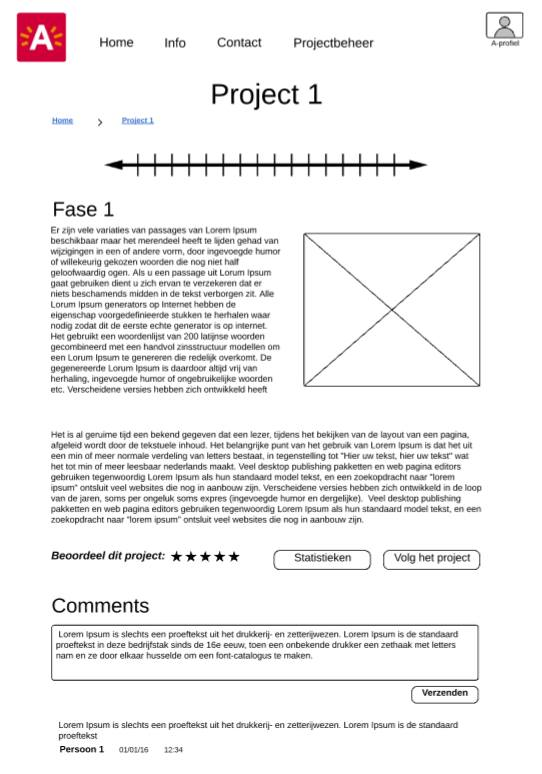 A
Home Info Contact Projectbeheer
A-profiel
Project 1
Home > Project 1
Fase 1
Er zijn vele variaties van passages van Lorem Ipsum
beschikbaar maar het merendeel heeft te lijden gehad van
wijzigingen in een of andere vorm, door ingevoegde humor
of willekeurig gekozen woorden die nog niet half
geloofwaardig ogen. Als u een passage uit Lorum Ipsum
gaat gebruiken dient u zich ervan te verzekeren dat er
niets beschamends midden in de tekst verborgen zit. Alle
Lorum Ipsum generators op Internet hebben de
eigenschap voorgedefinieerde stukken te herhalen waar
nodig zodat dit de eerste echte generator is op internet.
Het gebruikt een woordenlijst van 200 latijnse woorden
gecombineerd met een handvol zinsstructuur modellen om
een Lorum Ipsum te genereren die redelijk overkomt. De
gegenereerde Lorum Ipsum is daardoor altijd vrij van
herhaling, ingevoegde humor of ongebruikelijke woorden
etc. Verscheidene versies hebben zich ontwikkeld heeft
Het is al geruime tijd een bekend gegeven dat een lezer, tijdens het bekijken van de layout van een pagina,
afgeleid wordt door de tekstuele inhoud. Het belangrijke punt van het gebruik van Lorem Ipsum is dat het uit
een min of meer normale verdeling van letters bestaat, in tegenstelling tot "Hier uw tekst, hier uw tekst" wat
het tot min of meer leesbaar nederlands maakt. Veel desktop publishing pakketten en web pagina editors
gebruiken tegenwoordig Lorem Ipsum als hun standaard model tekst, en een zoekopdracht naar "lorem
ipsum" ontsluit veel websites die nog in aanbouw zijn. Verscheidene versies hebben zich ontwikkeld in de loop
van de jaren, soms per ongeluk soms expres (ingevoegde humor en dergelijke). Veel desktop publishing
pakketten en web pagina editors gebruiken tegenwoordig Lorem Ipsum als hun standaard model tekst, en een
zoekopdracht naar "lorem ipsum" ontsluit veel websites die nog in aanbouw zijn.
Beoordeel dit project: ★★★★★ Statistieken Volg het project
Comments
Lorem Ipsum is slechts een proeftekst uit het drukkerij- en zetterijwezen. Lorem Ipsum is de standaard
proeftekst in deze bedrijfstak sinds de 16e eeuw, toen een onbekende drukker een zethaak met letters
nam en ze door elkaar husselde om een font-catalogus te maken.
Verzenden
Lorem Ipsum is slechts een proeftekst uit het drukkerij- en zetterijwezen. Lorem Ipsum is de standaard
proeftekst
Persoon 1 01/01/16 12:34